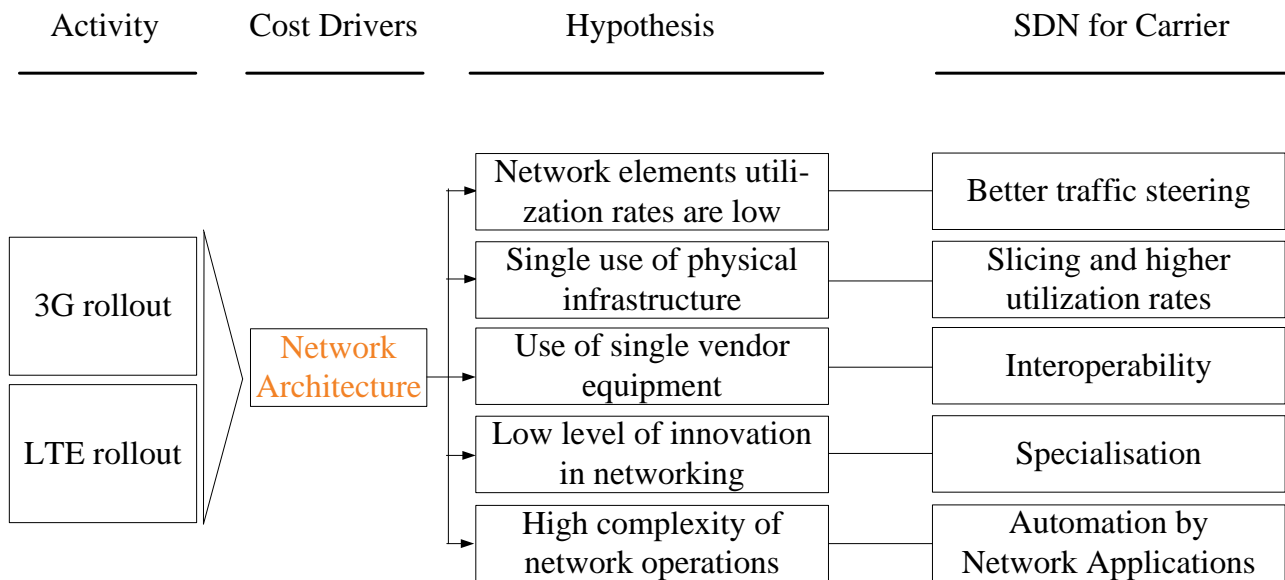 Activity
Cost Drivers
Hypothesis
SDN for Carrier
Network elements utili-
zation rates are low
Better traffic steering
3G rollout
Single use of physical
infrastructure
Slicing and higher
utilization rates
Network
Architecture
Use of single vendor
equipment
Interoperability
LTE rollout
Low level of innovation
in networking
Specialisation
High complexity of
network operations
Automation by
Network Applications